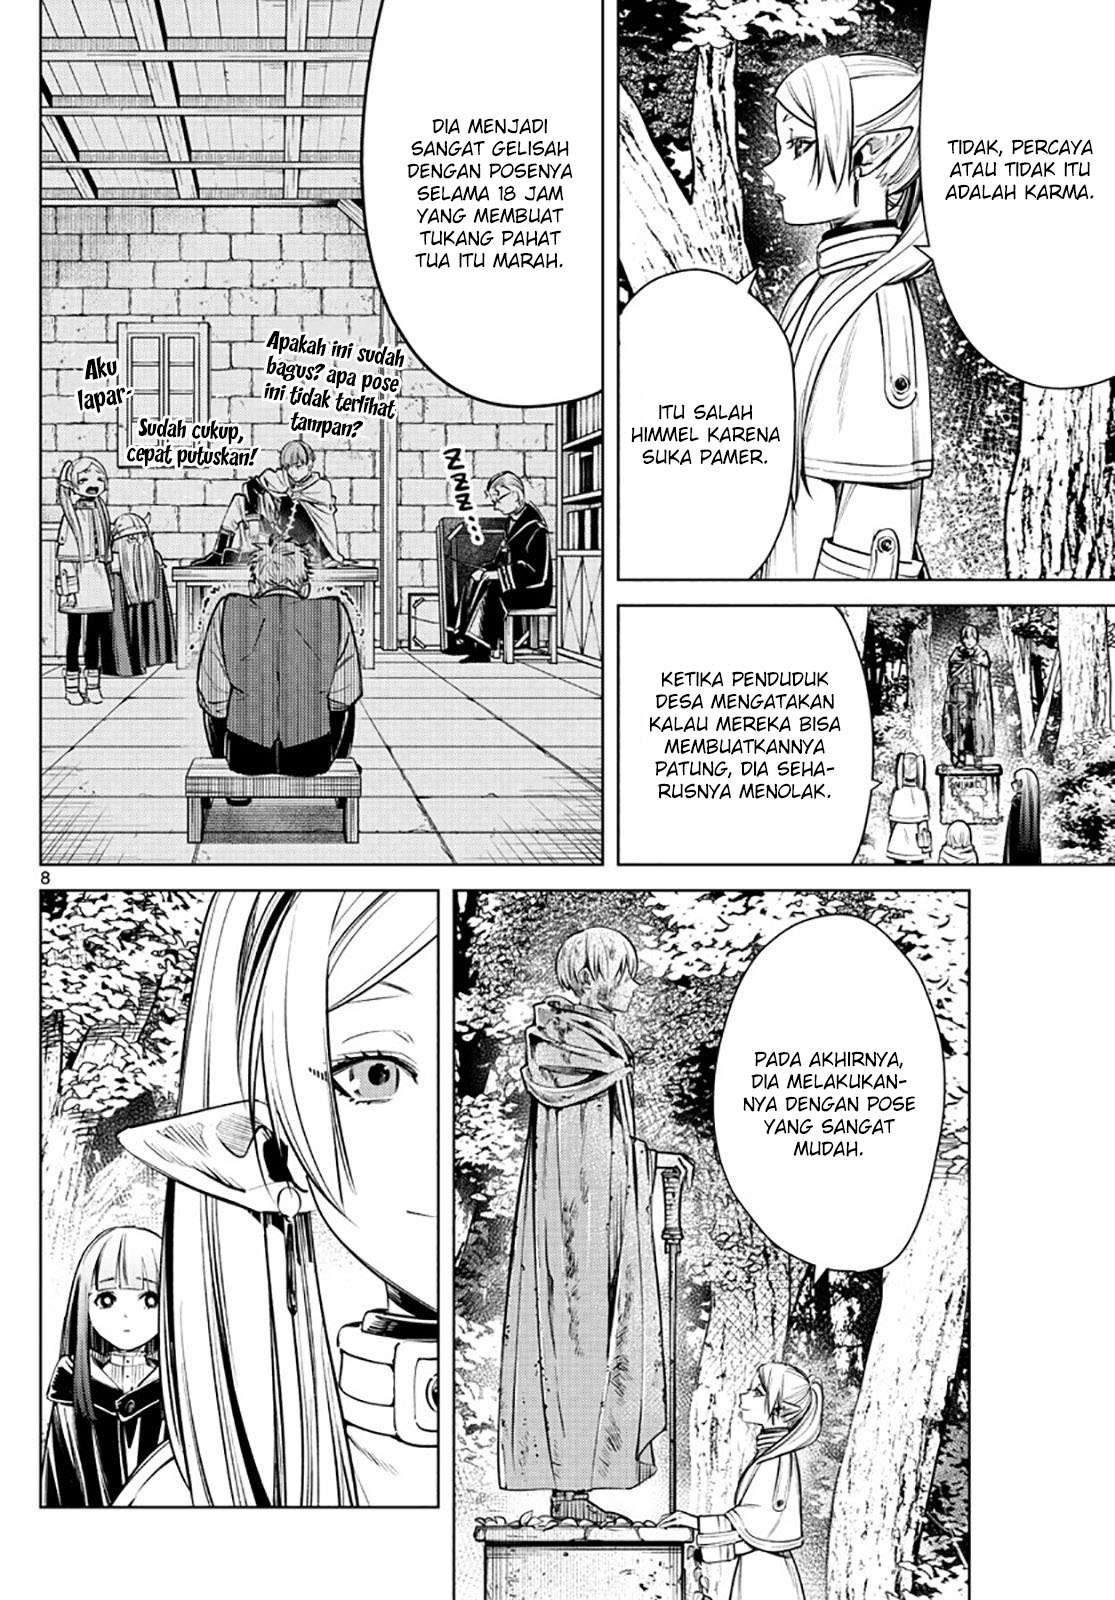 TIDAK, PERCAYA
ATAU TIDAK ITU
ADALAH KARMA.
ITU SALAH
HIMMEL KARENA
SUKA PAMER.
KETIKA PENDUDUK
DESA MENGATAKAN
KALAU MEREKA BISA
MEMBUATKANNYA
PATUNG, DIA SEHA-
RUSNYA MENOLAK.
DIA MENJADI
SANGAT GELISAH
DENGAN POSENYA
SELAMA 18 JAM
YANG MEMBUAT
TUKANG PAHAT
TUA ITU MARAH.
Apakah ini sudah
bagus? apa pose
ini tidak terlihat
tampan?
Aku
lapar-
Sudah cukup,
cepat putuskan!
ZZZ...
8
PADA AKHIRNYA,
DIA MELAKUKAN-
NYA DENGAN POSE
YANG SANGAT
MUDAH.